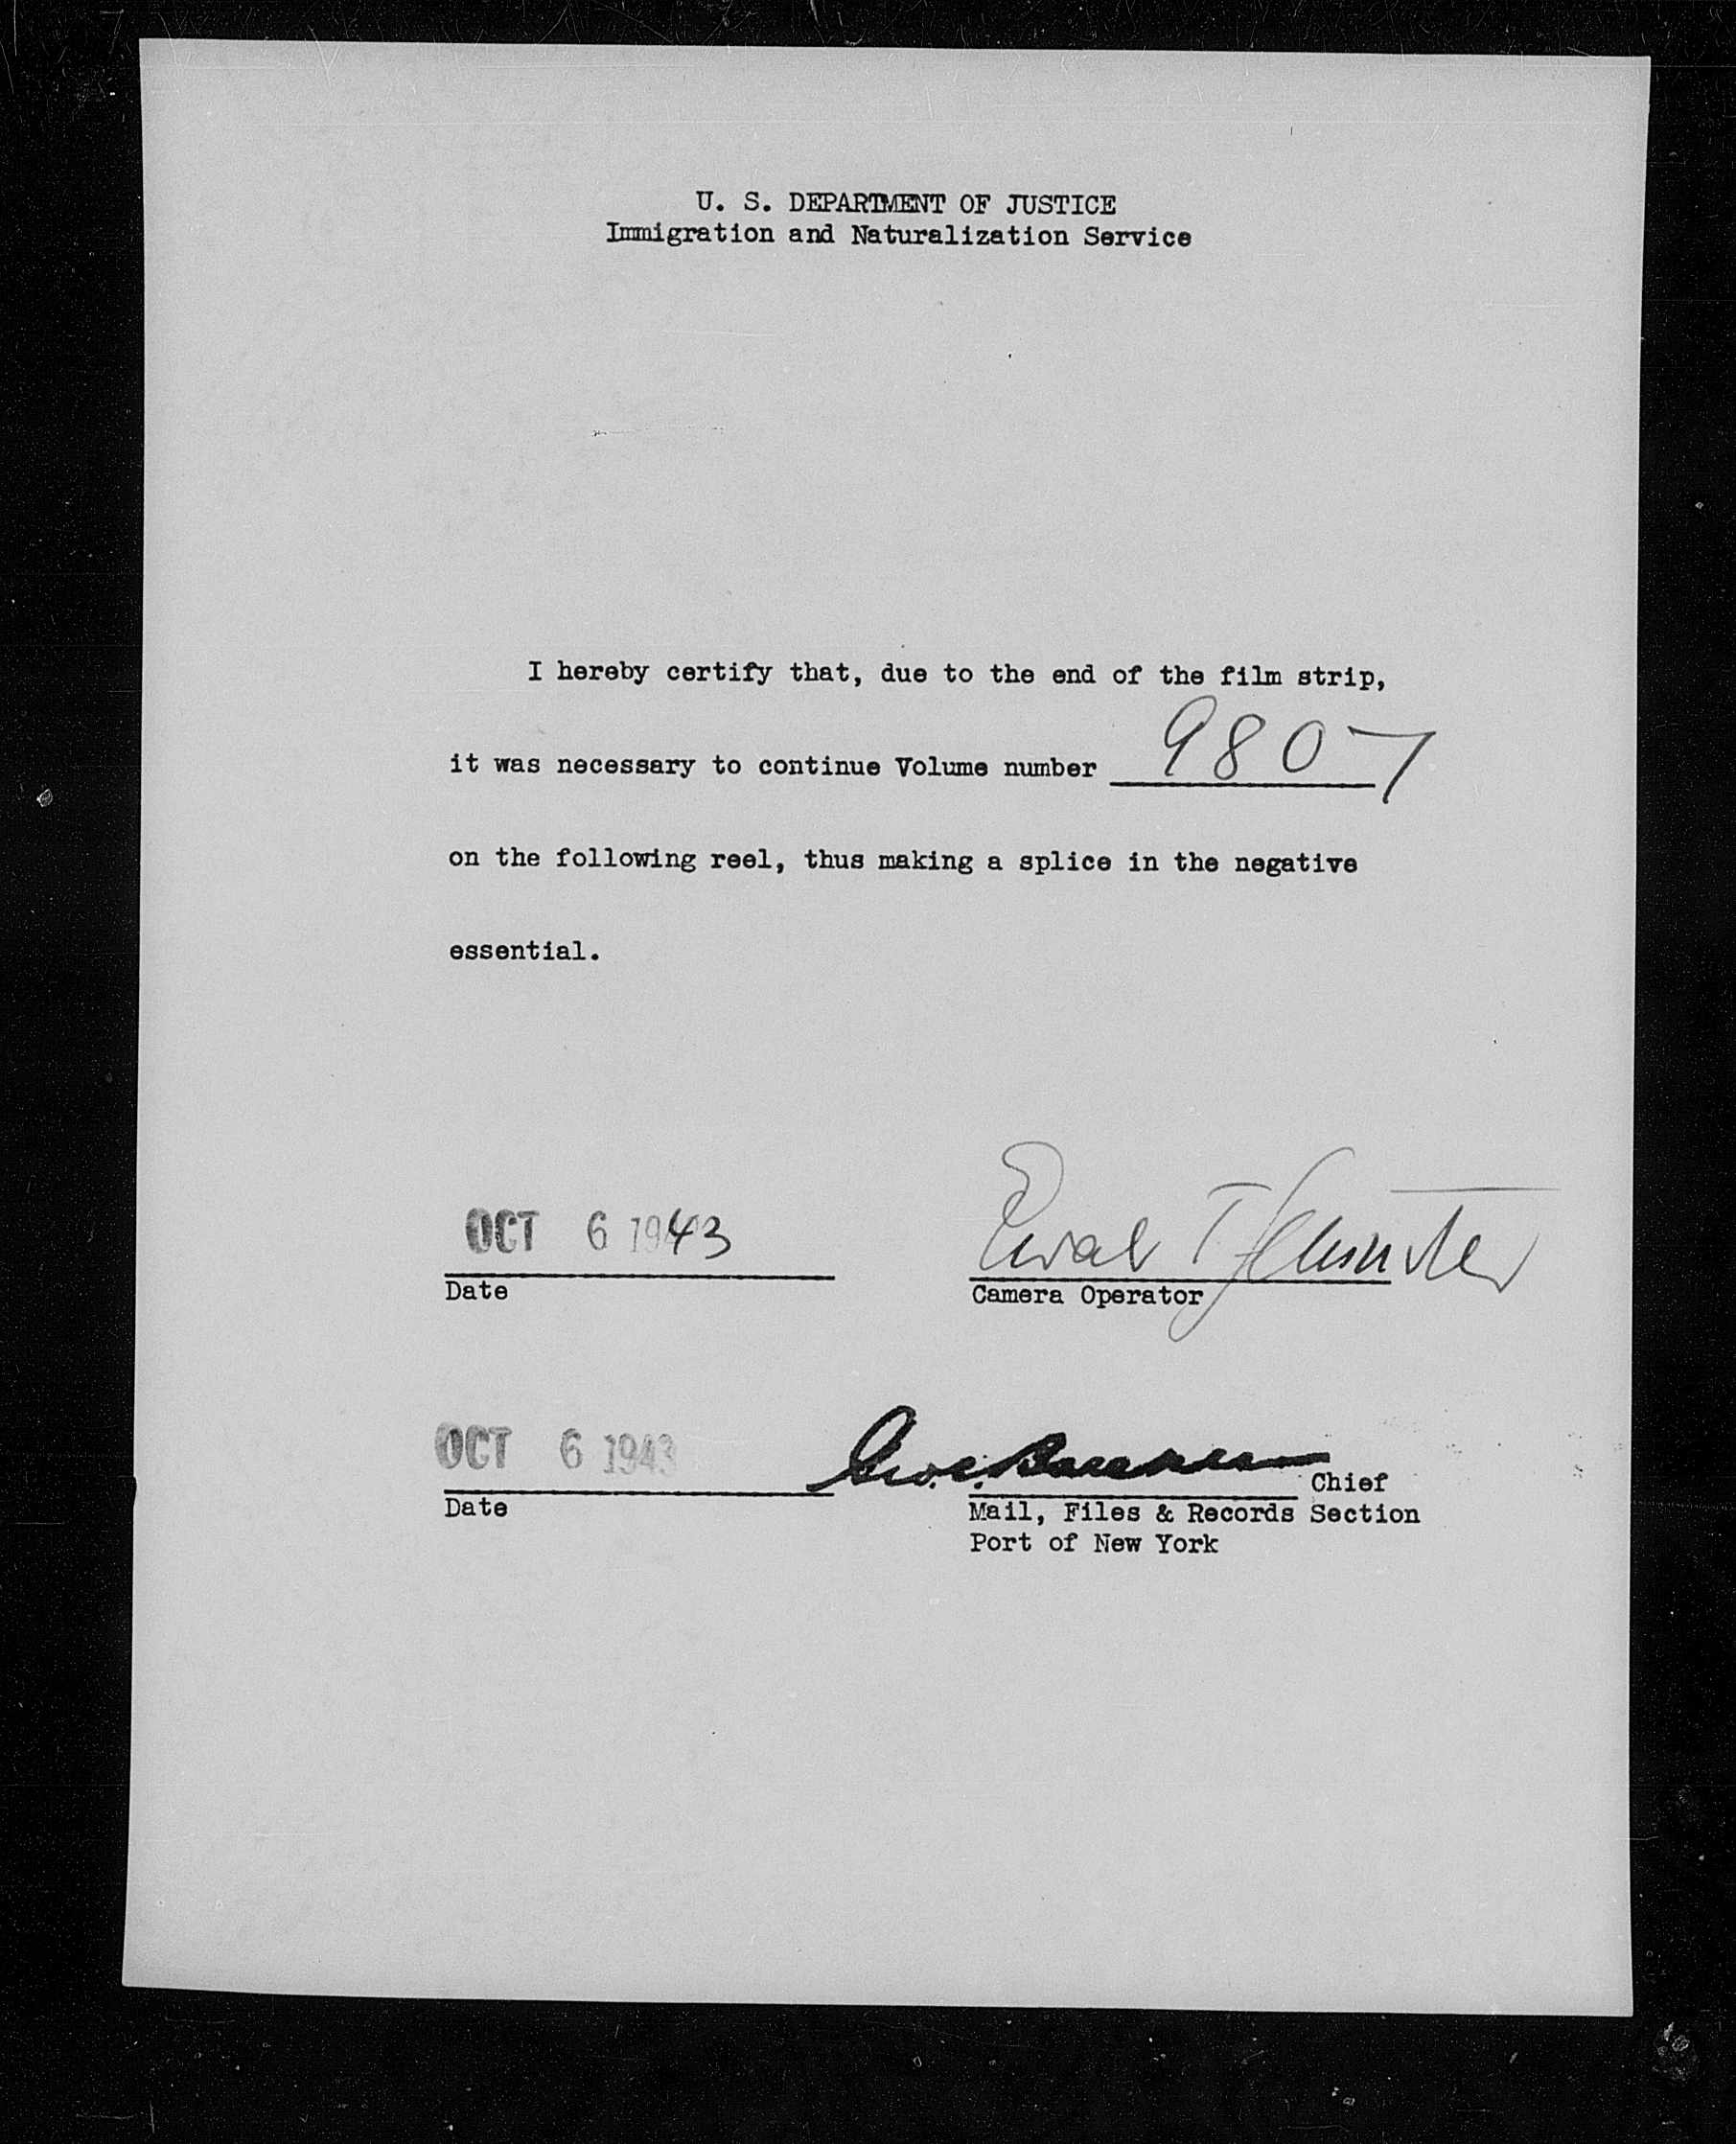 U. S. DEPARTMENT OF JUSTICE
Immigration and Naturalization Service
I hereby certify that, due to the end of the film strip,
it was necessary to continue Volume number 9807
on the following reel, thus making a splice in the negative
essential.
OCT 6 1943
Date
Camera Operator
OCT 6 1943
Date
Chief
Mail, Files & Records Section
Port of New York